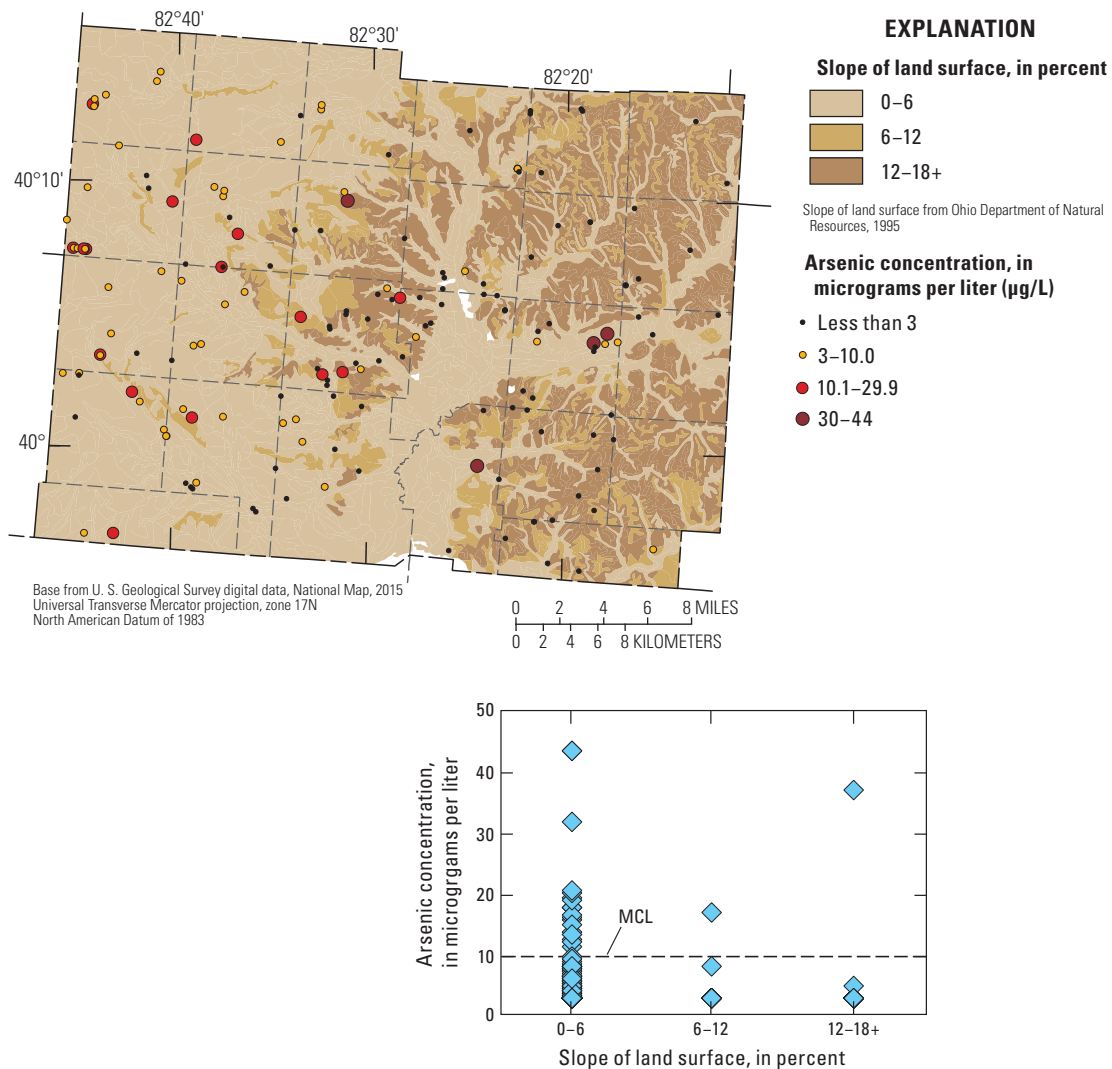 82°40'
82°30'
82°20'
40°10'
40°
EXPLANATION
Slope of land surface, in percent
0–6
6–12
12–18+
Slope of land surface from Ohio Department of Natural
Resources, 1995
Arsenic concentration, in
micrograms per liter (µg/L)
Less than 3
3–10.0
10.1–29.9
30–44
Base from U. S. Geological Survey digital data, National Map, 2015
Universal Transverse Mercator projection, zone 17N
North American Datum of 1983
0 2 4 6 8 MILES
0 2 4 6 8 KILOMETERS
50
40
30
20
10
0
Arsenic concentration,
in microgrgams per liter
MCL
0–6
6–12
12–18+
Slope of land surface, in percent